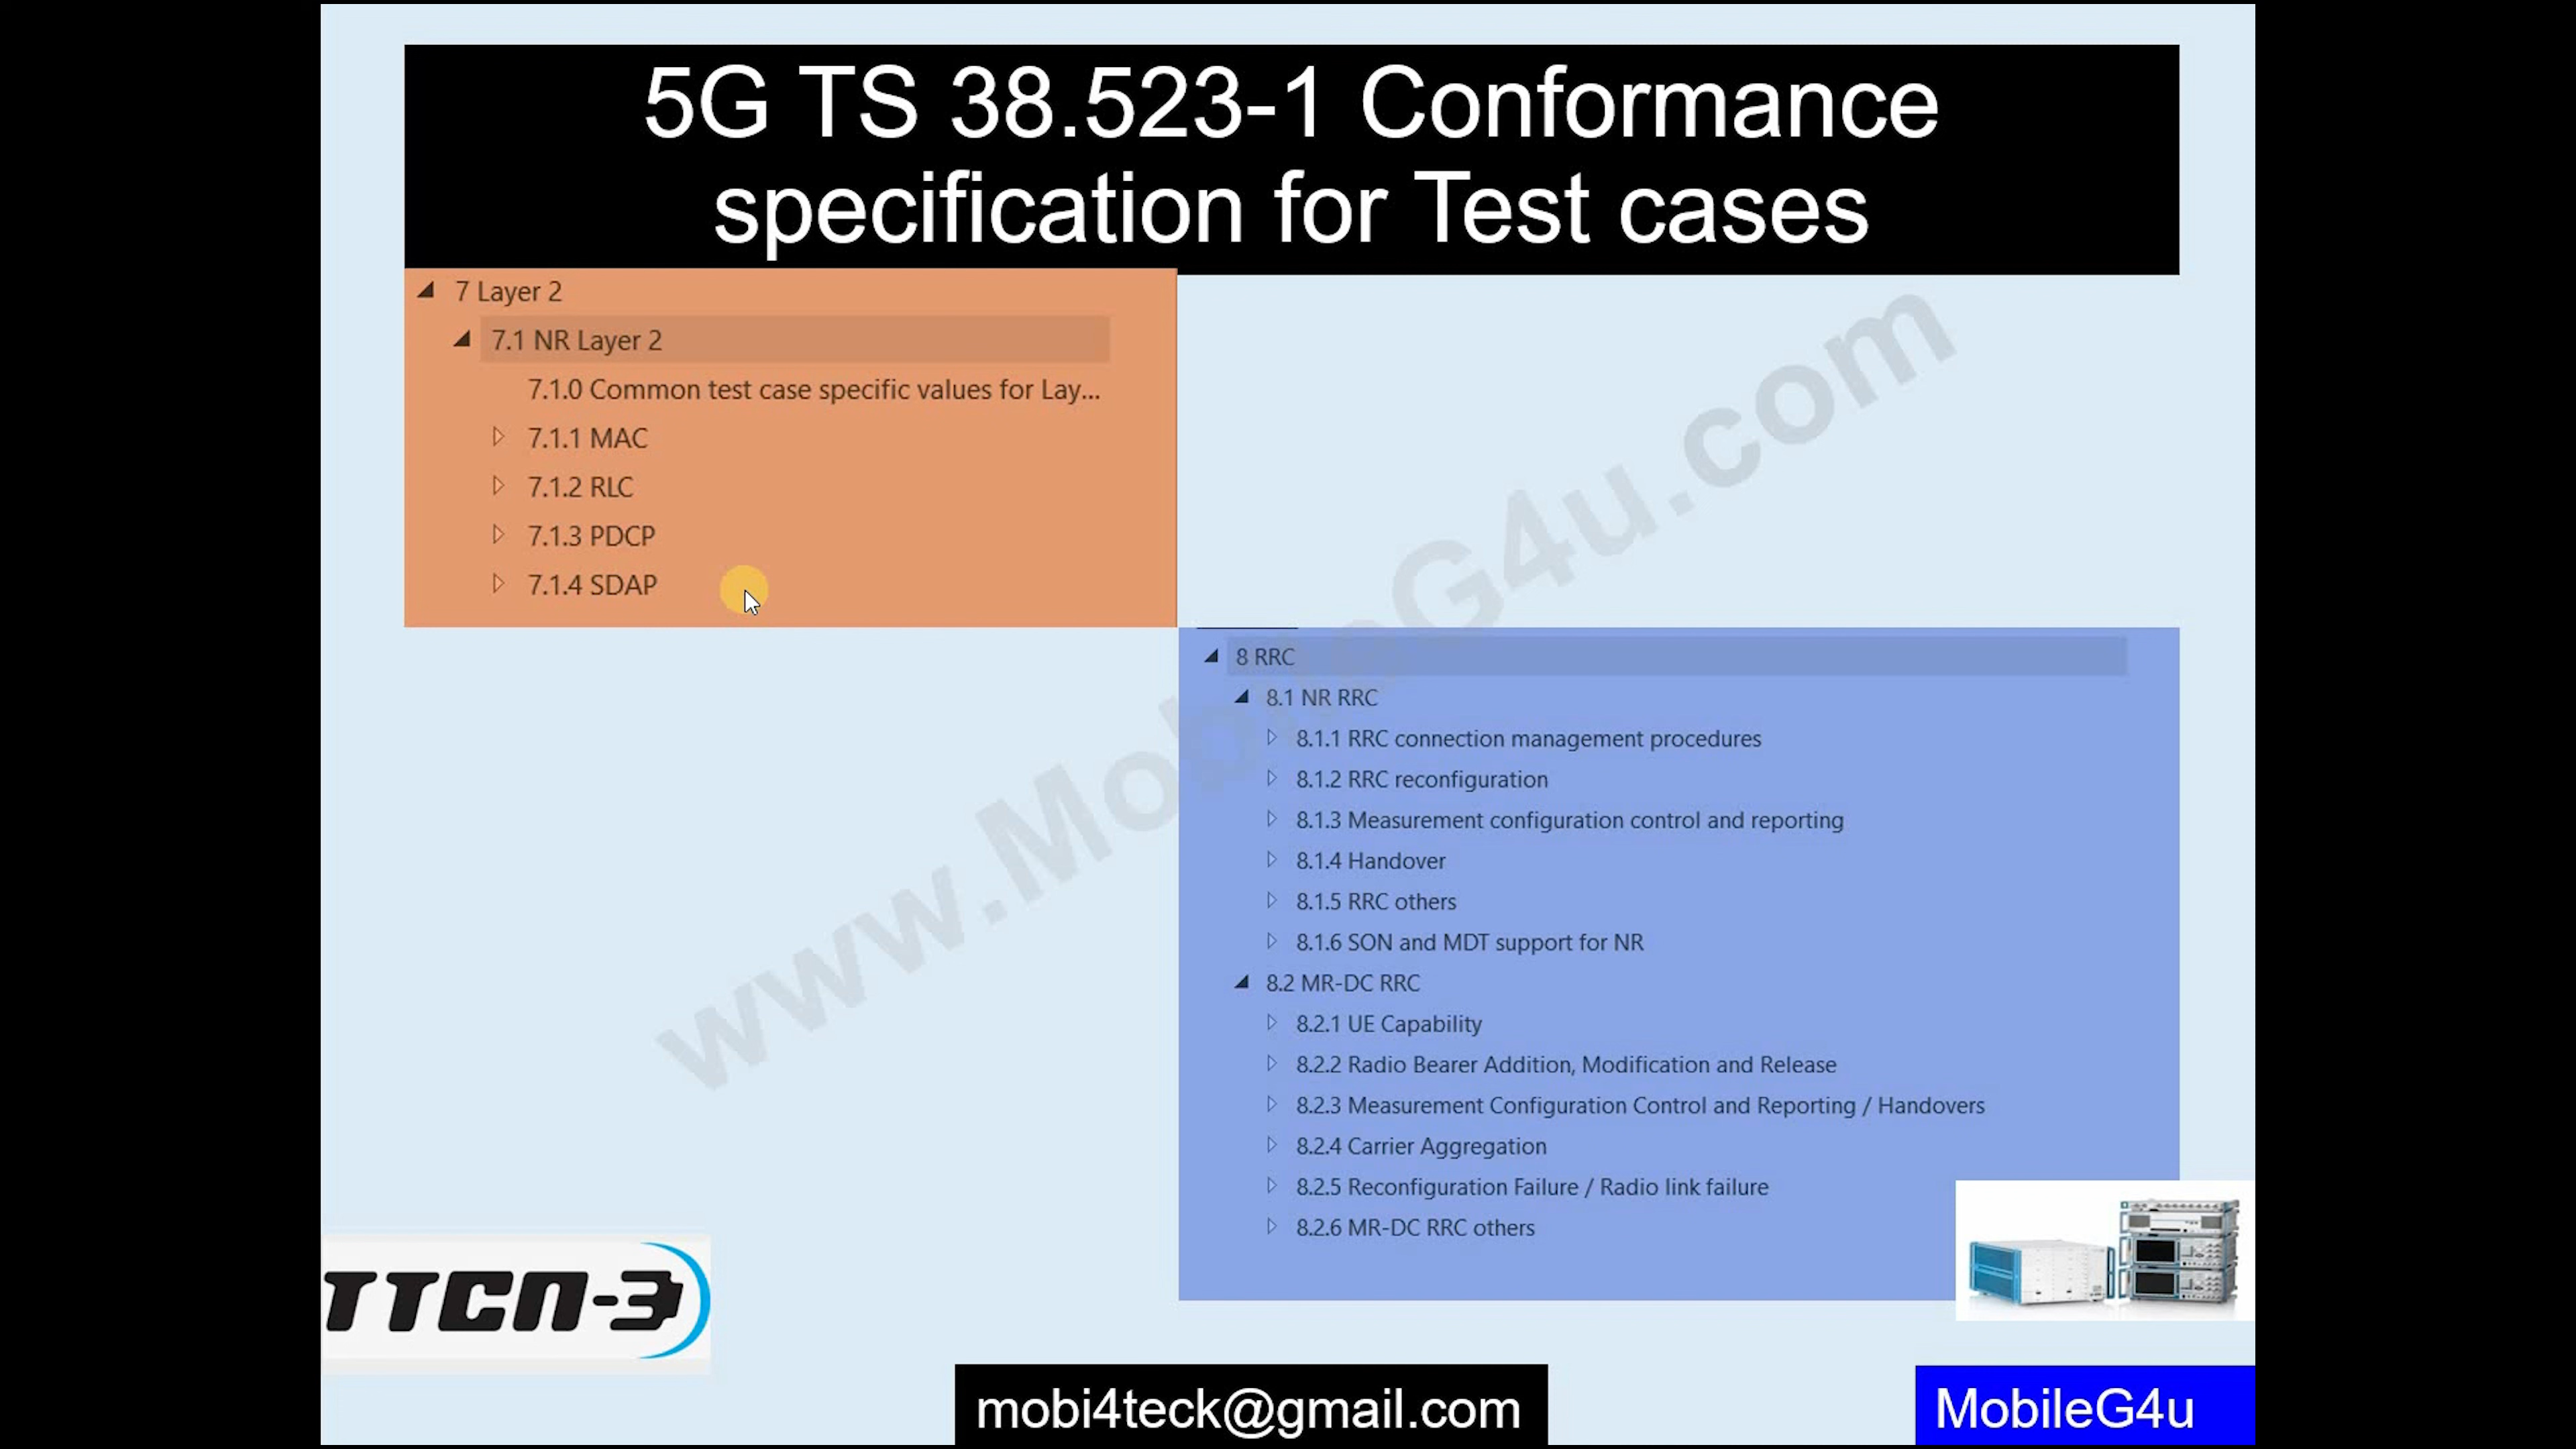 5G TS 38.523-1 Conformance
specification for Test cases
7 Layer 2
7.1 NR Layer 2
7.1.0 Common test case specific values for Lay...
7.1.1 MAC
7.1.2 RLC
7.1.3 PDCP
7.1.4 SDAP
8 RRC
8.1 NR RRC
8.1.1 RRC connection management procedures
8.1.2 RRC reconfiguration
8.1.3 Measurement configuration control and reporting
8.1.4 Handover
8.1.5 RRC others
8.1.6 SON and MDT support for NR
8.2 MR-DC RRC
8.2.1 UE Capability
8.2.2 Radio Bearer Addition, Modification and Release
8.2.3 Measurement Configuration Control and Reporting / Handovers
8.2.4 Carrier Aggregation
8.2.5 Reconfiguration Failure / Radio link failure
8.2.6 MR-DC RRC others
www.MobileG4u.com
TTCN-3
mobi4teck@gmail.com
MobileG4u